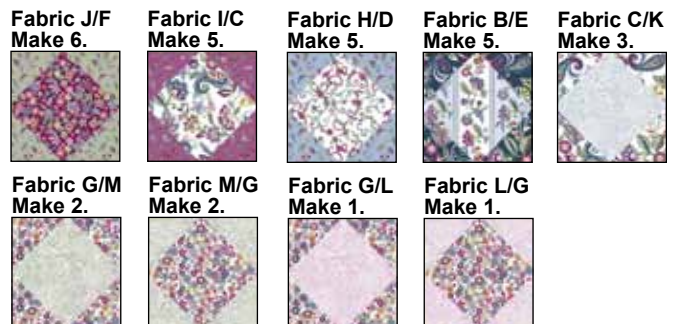 Fabric J/F
Make 6.
Fabric I/C
Make 5.
Fabric H/D
Make 5.
Fabric B/E
Make 5.
Fabric C/K
Make 3.
Fabric G/M
Make 2.
Fabric M/G
Make 2.
Fabric G/L
Make 1.
Fabric L/G
Make 1.